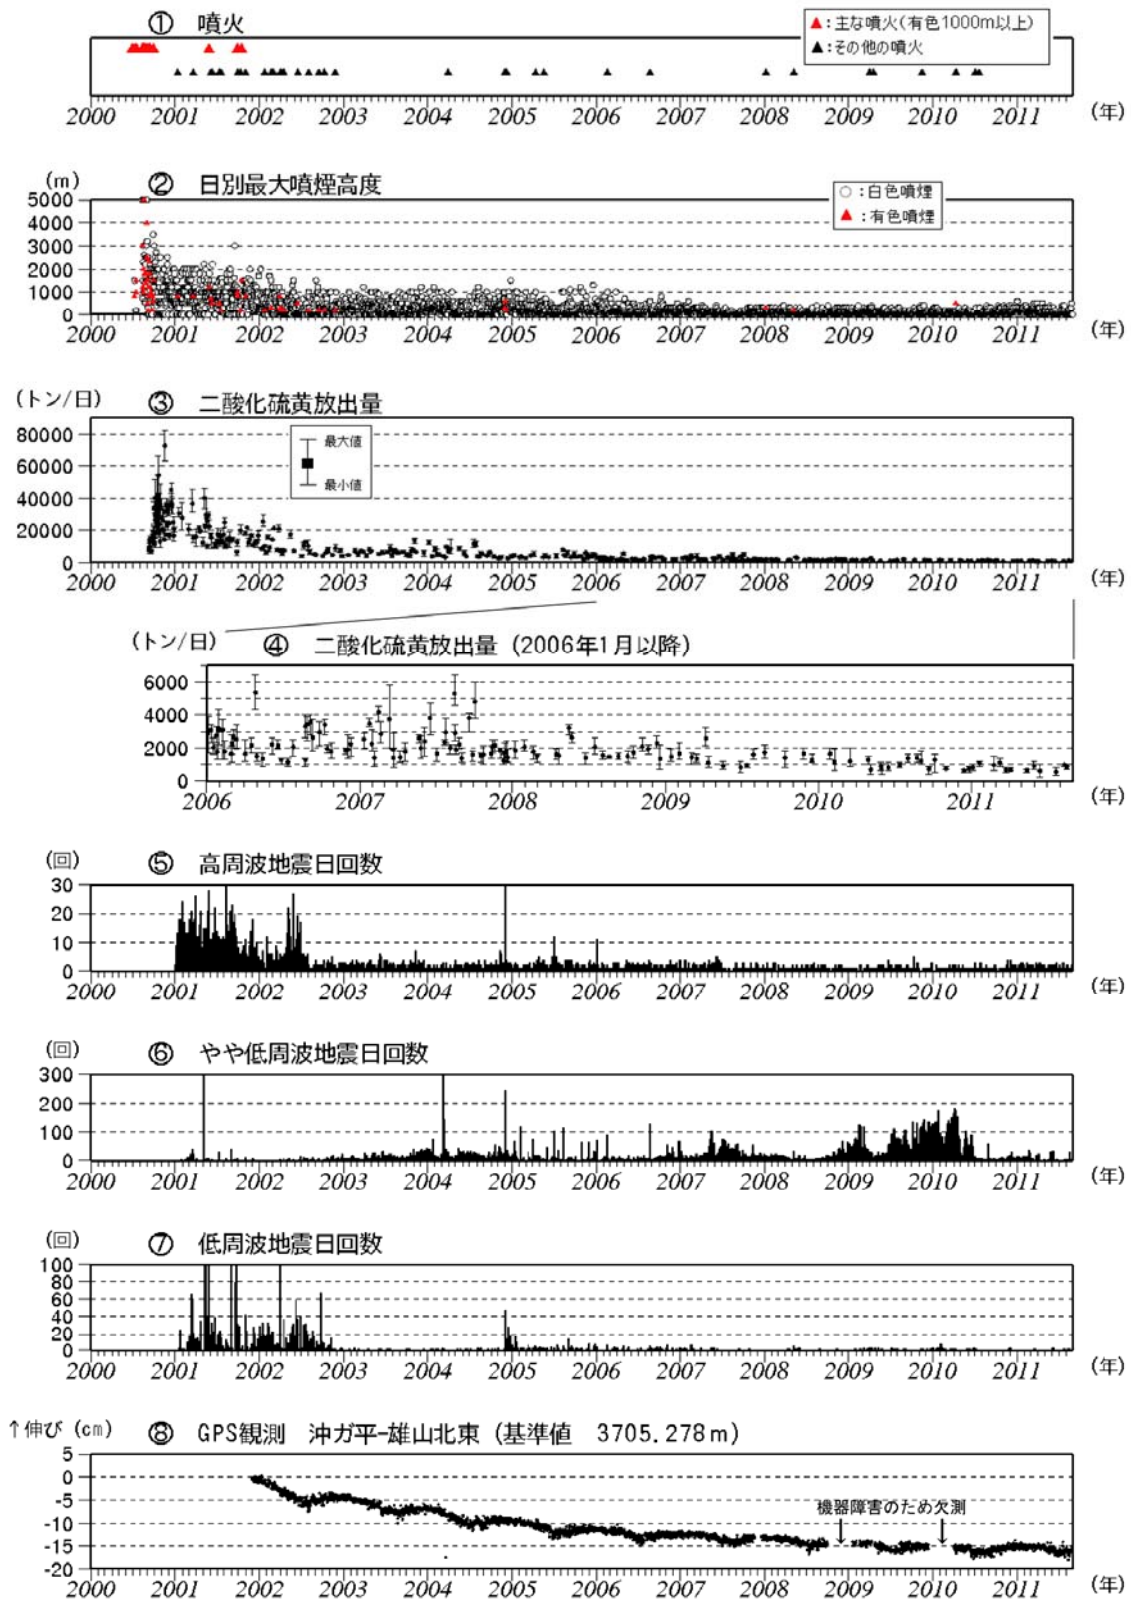 ① 噴火
▲:主な噴火(有色1000m以上)
▲:その他の噴火
2000 2001 2002 2003 2004 2005 2006 2007 2008 2009 2010 2011 (年)
(m) ② 日別最大噴煙高度
○:白色噴煙
▲:有色噴煙
5000
4000
3000
2000
1000
0
2000 2001 2002 2003 2004 2005 2006 2007 2008 2009 2010 2011 (年)
(トン/日) ③ 二酸化硫黄放出量
最大値
最小値
80000
60000
40000
20000
0
2000 2001 2002 2003 2004 2005 2006 2007 2008 2009 2010 2011 (年)
(トン/日) ④ 二酸化硫黄放出量 (2006年1月以降)
6000
4000
2000
0
2006 2007 2008 2009 2010 2011 (年)
(回) ⑤ 高周波地震日回数
30
20
10
0
2000 2001 2002 2003 2004 2005 2006 2007 2008 2009 2010 2011 (年)
(回) ⑥ やや低周波地震日回数
300
200
100
0
2000 2001 2002 2003 2004 2005 2006 2007 2008 2009 2010 2011 (年)
(回) ⑦ 低周波地震日回数
100
80
60
40
20
0
2000 2001 2002 2003 2004 2005 2006 2007 2008 2009 2010 2011 (年)
↑伸び (cm) ⑧ GPS観測 沖ガ平-雄山北東 (基準値 3705.278m)
5
0
-5
-10
-15
-20
機器障害のため欠測
2000 2001 2002 2003 2004 2005 2006 2007 2008 2009 2010 2011 (年)